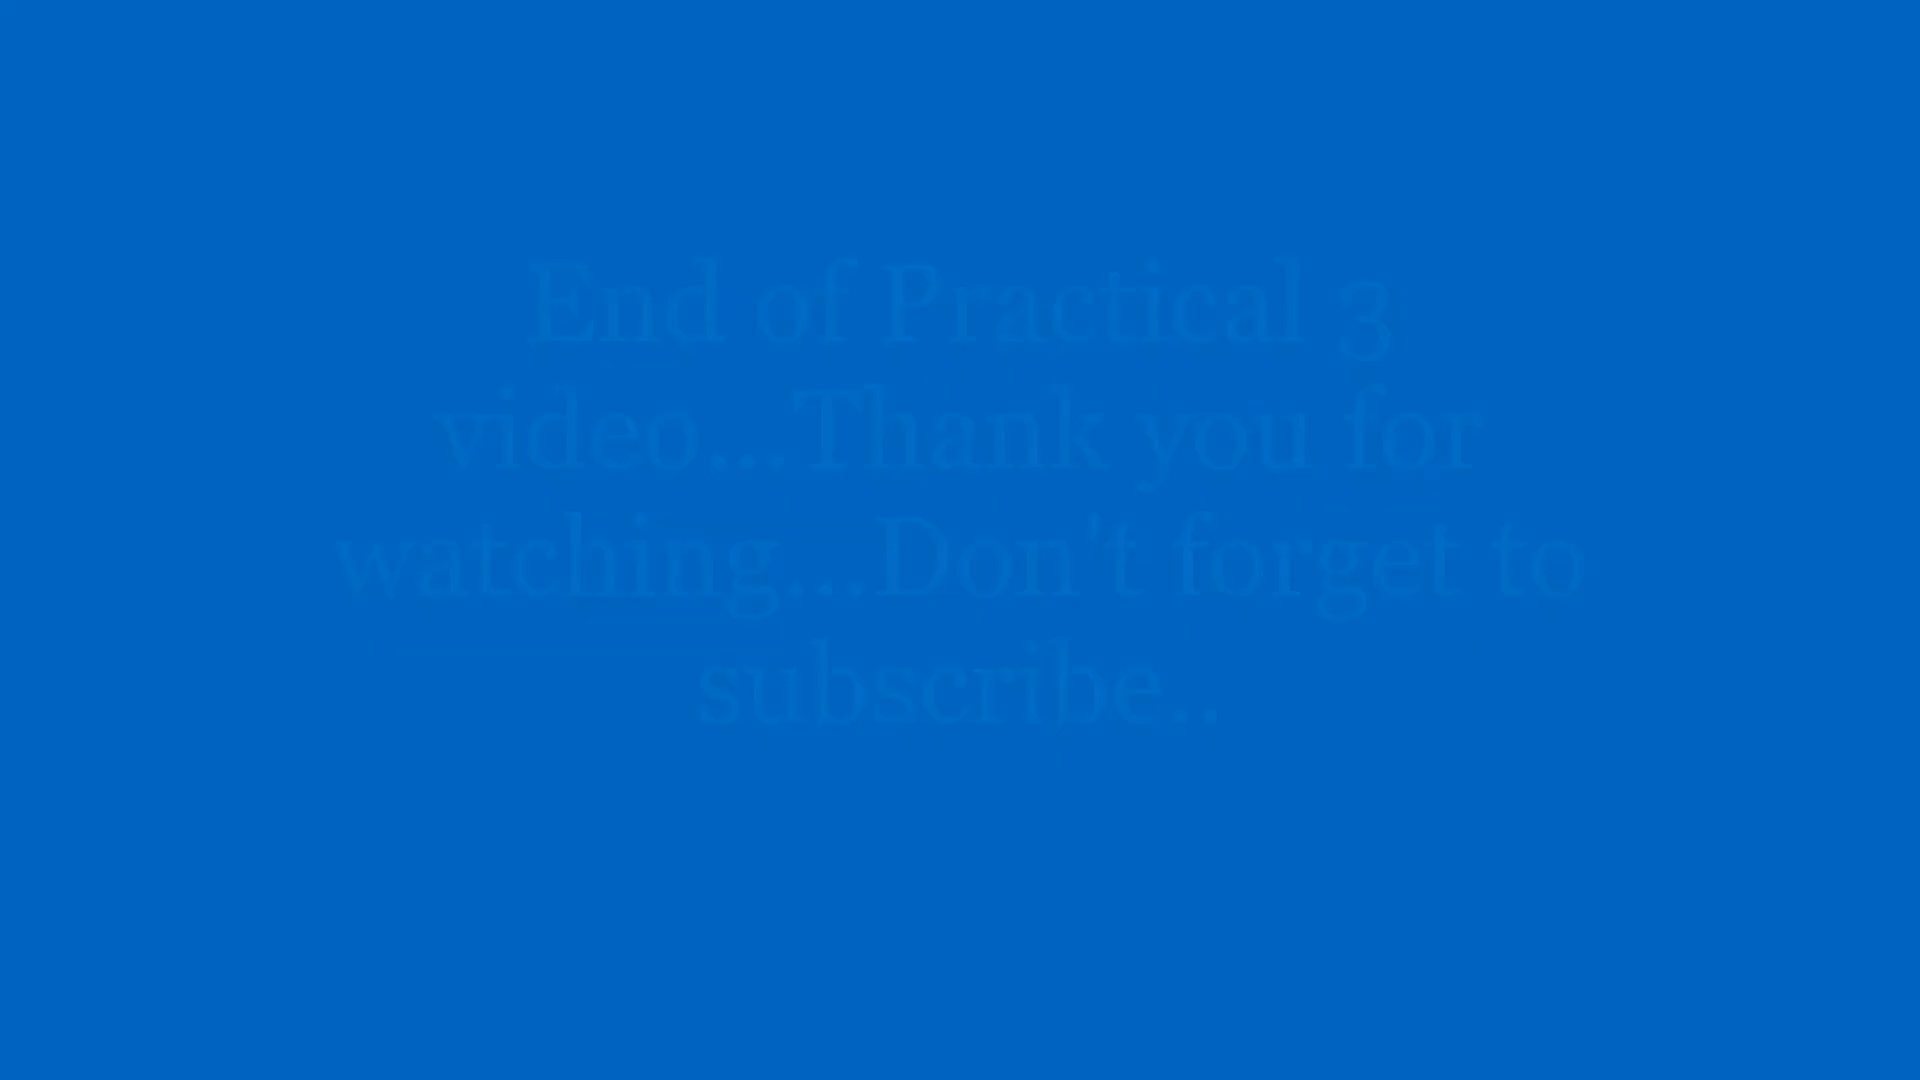 End of Practical 3
video...Thank you for
watching...Don't forget to
subscribe..